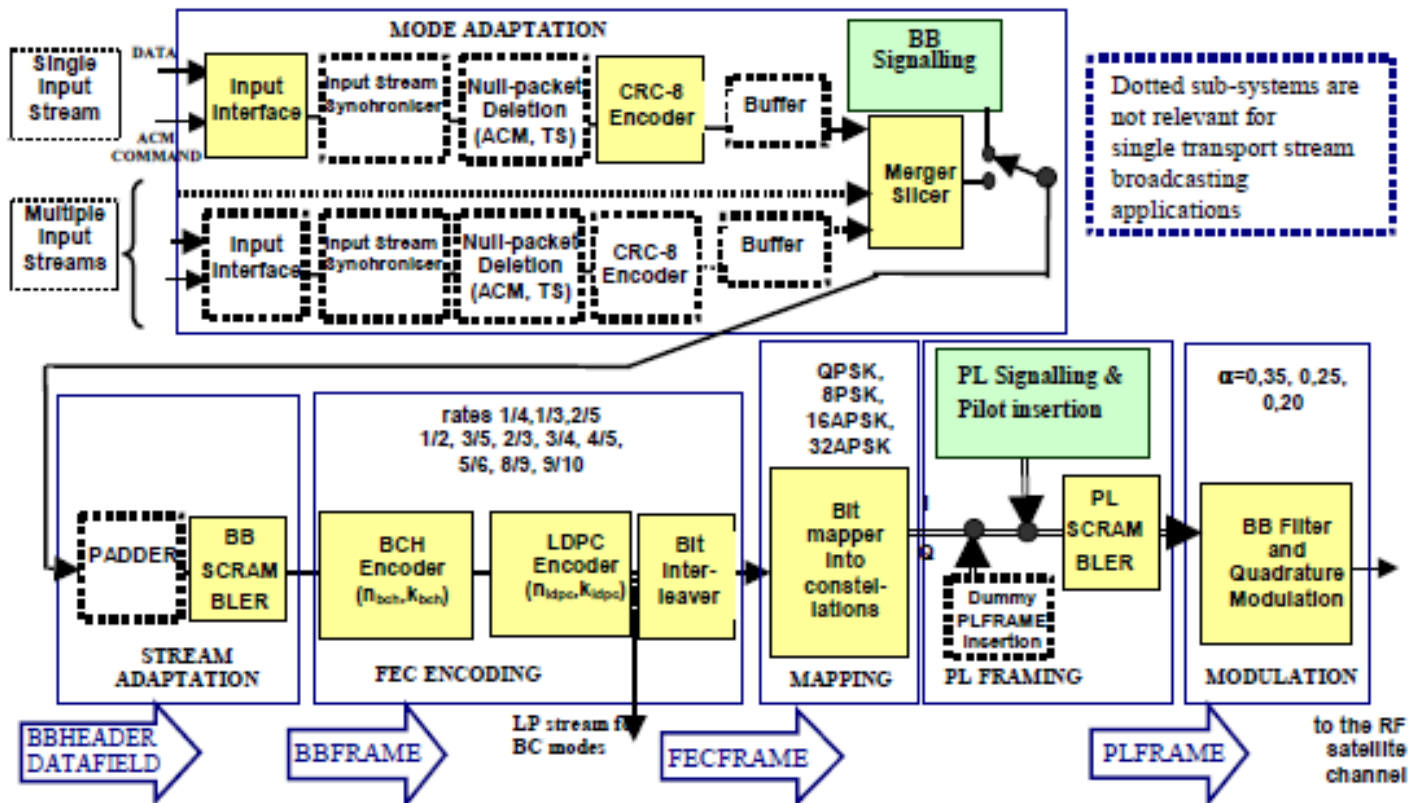 MODE ADAPTATION
BB
Signalling
DATA
Single
Input
Stream
Input
Interface
Input Stream
Synchroniser
Null-packet
Deletion
(ACM, TS)
CRC-8
Encoder
Buffer
ACM
COMMAND
Merger
Slicer
Dotted sub-systems are
not relevant for
single transport stream
broadcasting
applications
Multiple
Input
Streams
Input
Interface
Input Stream
Synchroniser
Null-packet
Deletion
(ACM, TS)
CRC-8
Encoder
Buffer
rates 1/4,1/3,2/5
1/2, 3/5, 2/3, 3/4, 4/5,
5/6, 8/9, 9/10
QPSK,
8PSK,
16APSK,
32APSK
PL Signalling &
Pilot insertion
α=0,35, 0,25,
0,20
PADDER
BB
SCRAM
BLER
BCH
Encoder
(nbch,kbch)
LDPC
Encoder
(nldpc,kldpc)
Bit
Inter-
leaver
Bit
mapper
into
constel-
lations
I
Q
Dummy
PLFRAME
Insertion
PL
SCRAM
BLER
BB Filter
and
Quadrature
Modulation
STREAM
ADAPTATION
FEC ENCODING
MAPPING
PL FRAMING
MODULATION
BBHEADER
DATAFIELD
BBFRAME
LP stream for
BC modes
FECFRAME
PLFRAME
to the RF
satellite
channel